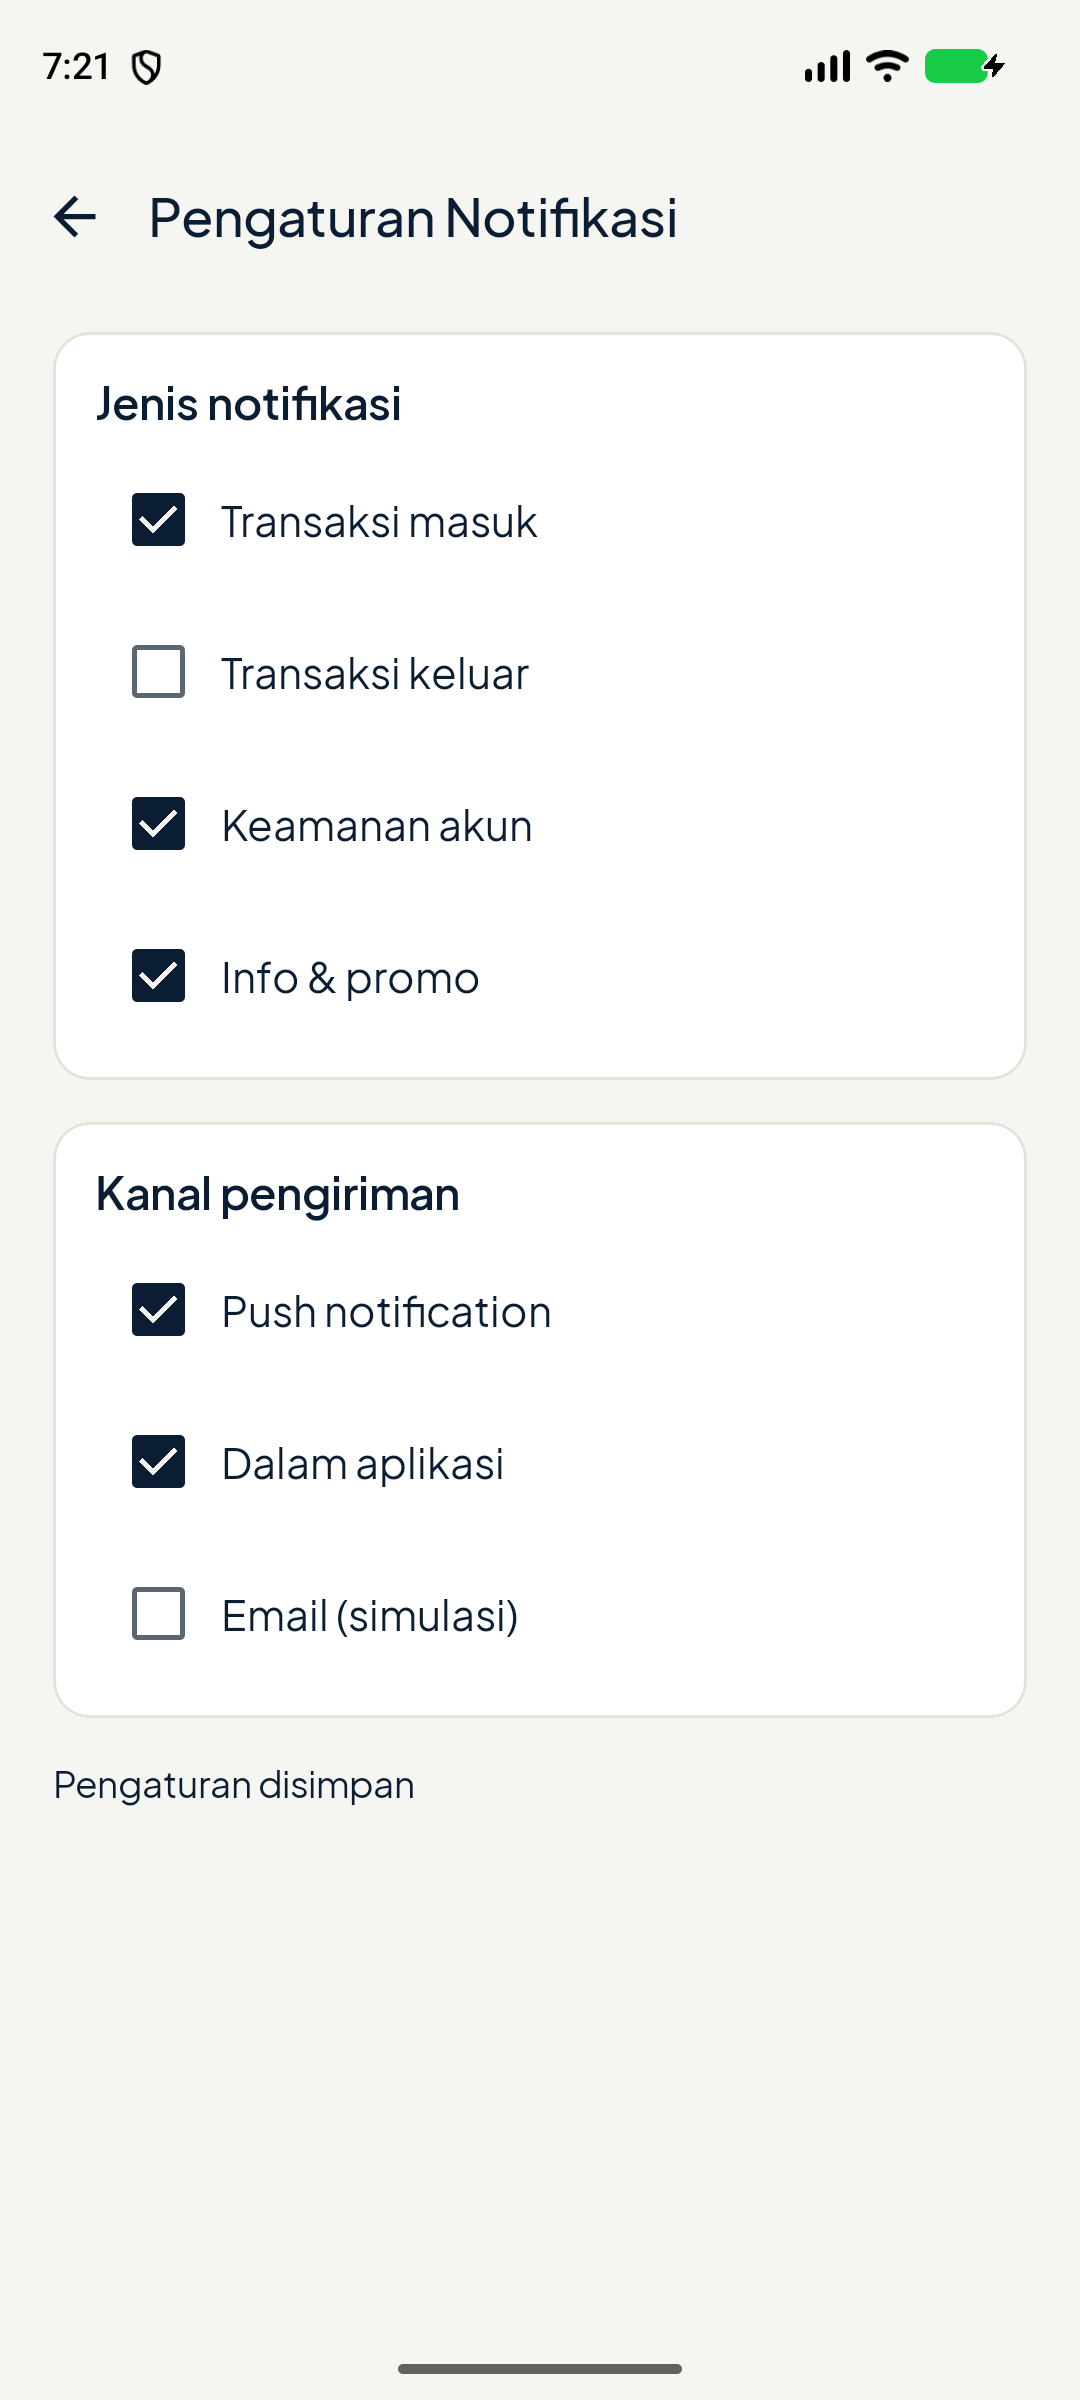 7:21
Pengaturan Notifikasi
Jenis notifikasi
Transaksi masuk
Transaksi keluar
Keamanan akun
Info & promo
Kanal pengiriman
Push notification
Dalam aplikasi
Email (simulasi)
Pengaturan disimpan